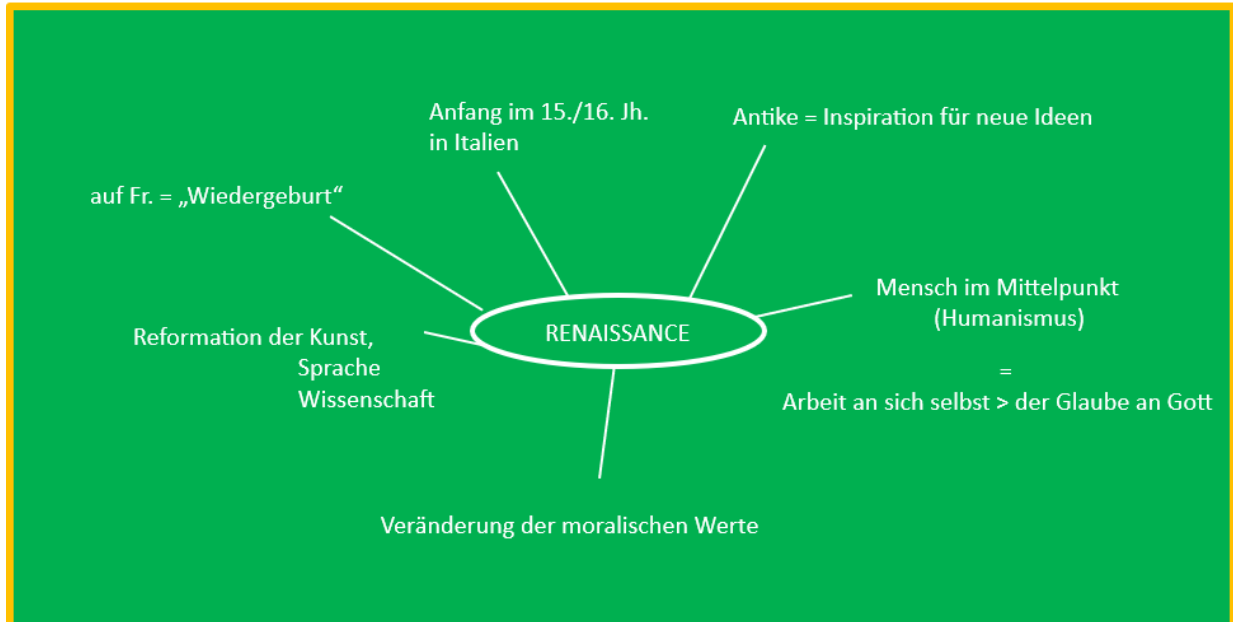 Anfang im 15./16. Jh.
in Italien
Antike = Inspiration für neue Ideen
auf Fr. = „Wiedergeburt“
Mensch im Mittelpunkt
(Humanismus)
=
Arbeit an sich selbst > der Glaube an Gott
RENAISSANCE
Reformation der Kunst,
Sprache
Wissenschaft
Veränderung der moralischen Werte